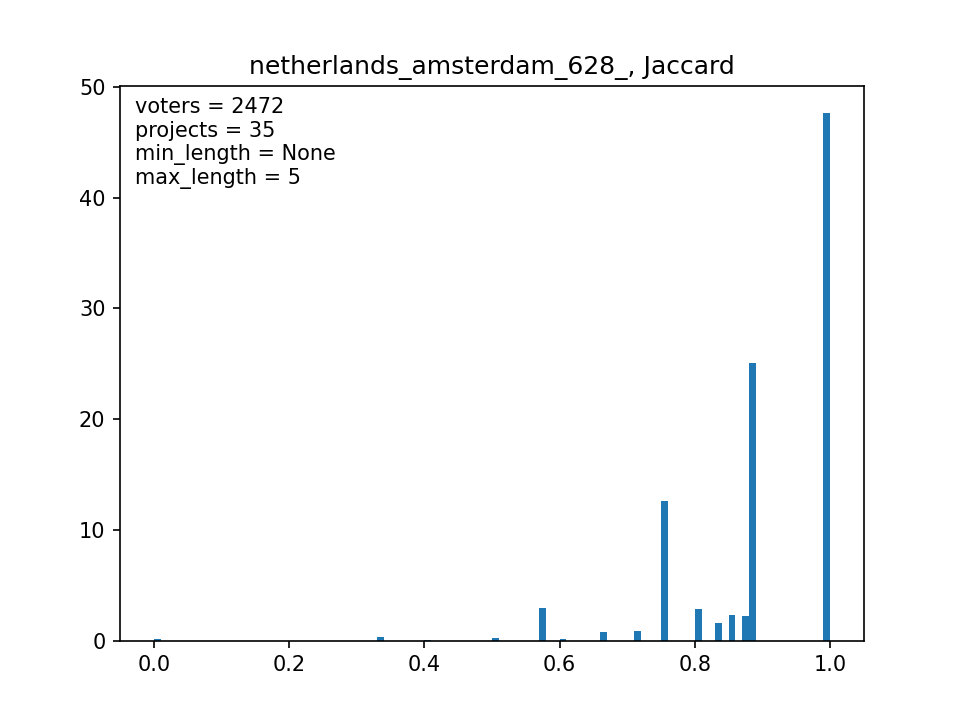 netherlands_amsterdam_628_, Jaccard
voters = 2472
projects = 35
min_length = None
max_length = 5
50
40
30
20
10
0
0.0 0.2 0.4 0.6 0.8 1.0